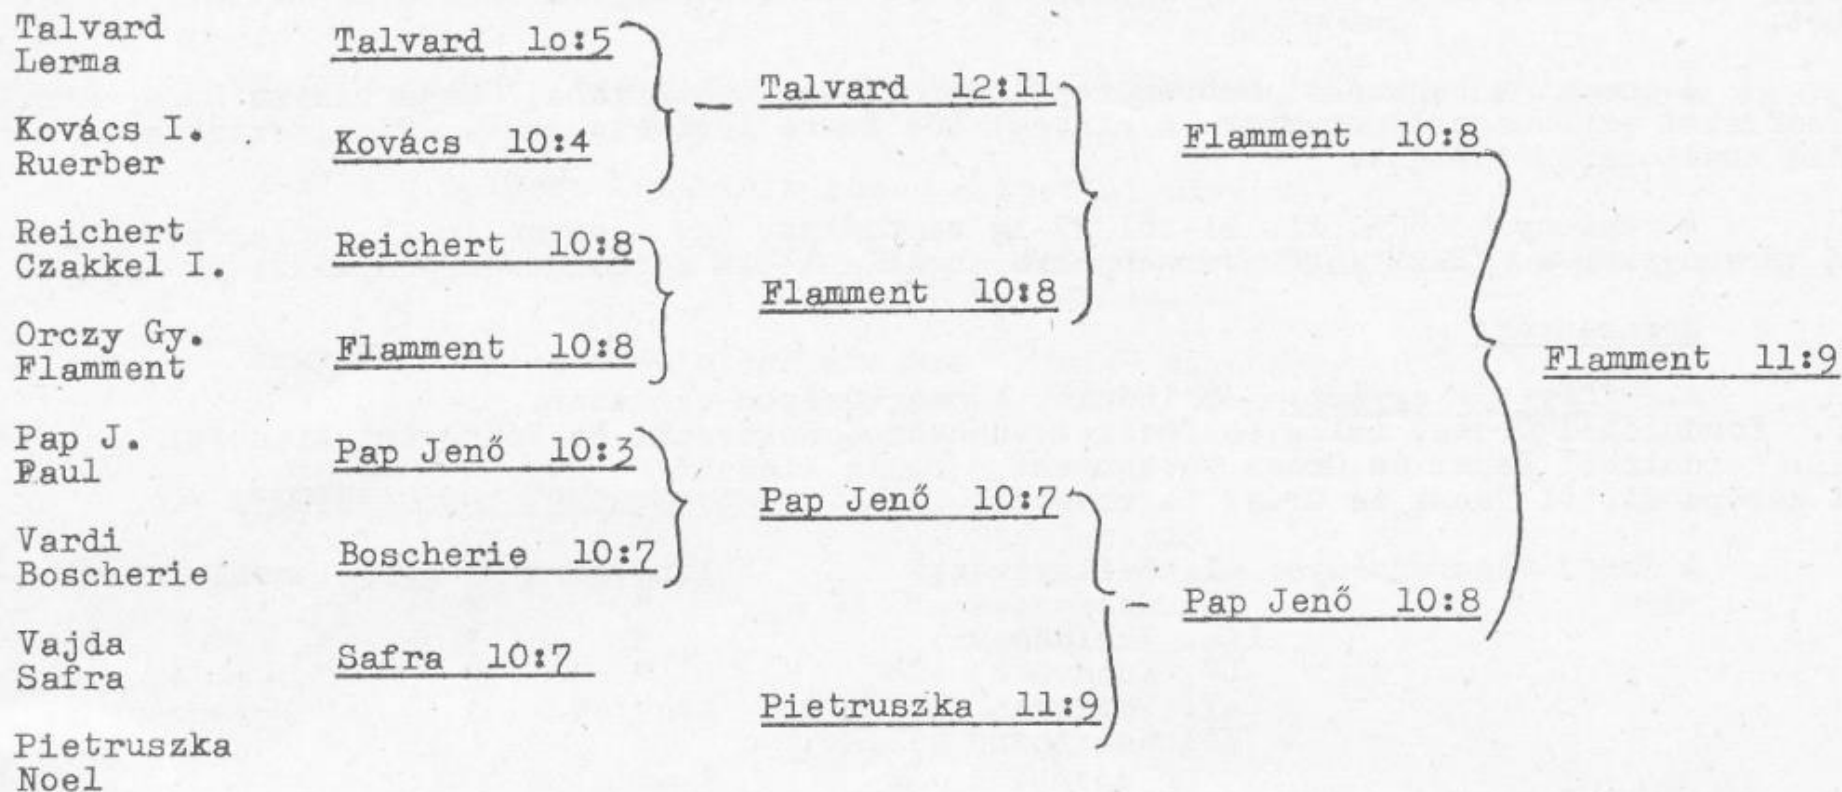 Talvard
Lerma
Kovács I.
Ruerber
Reichert
Czakkel I.
Orczy Gy.
Flamment
Pap J.
Paul
Vardi
Boscherie
Vajda
Safra
Pietruszka
Noel
Talvard lo:5
Kovács 10:4
Reichert 10:8
Flamment 10:8
Pap Jenő 10:3
Boscherie 10:7
Safra 10:7
— Talvard 12:11
Flamment 10:8
Pap Jenő 10:7
Pietruszka 11:9
Flamment 10:8
— Pap Jenő 10:8
Flamment 11:9